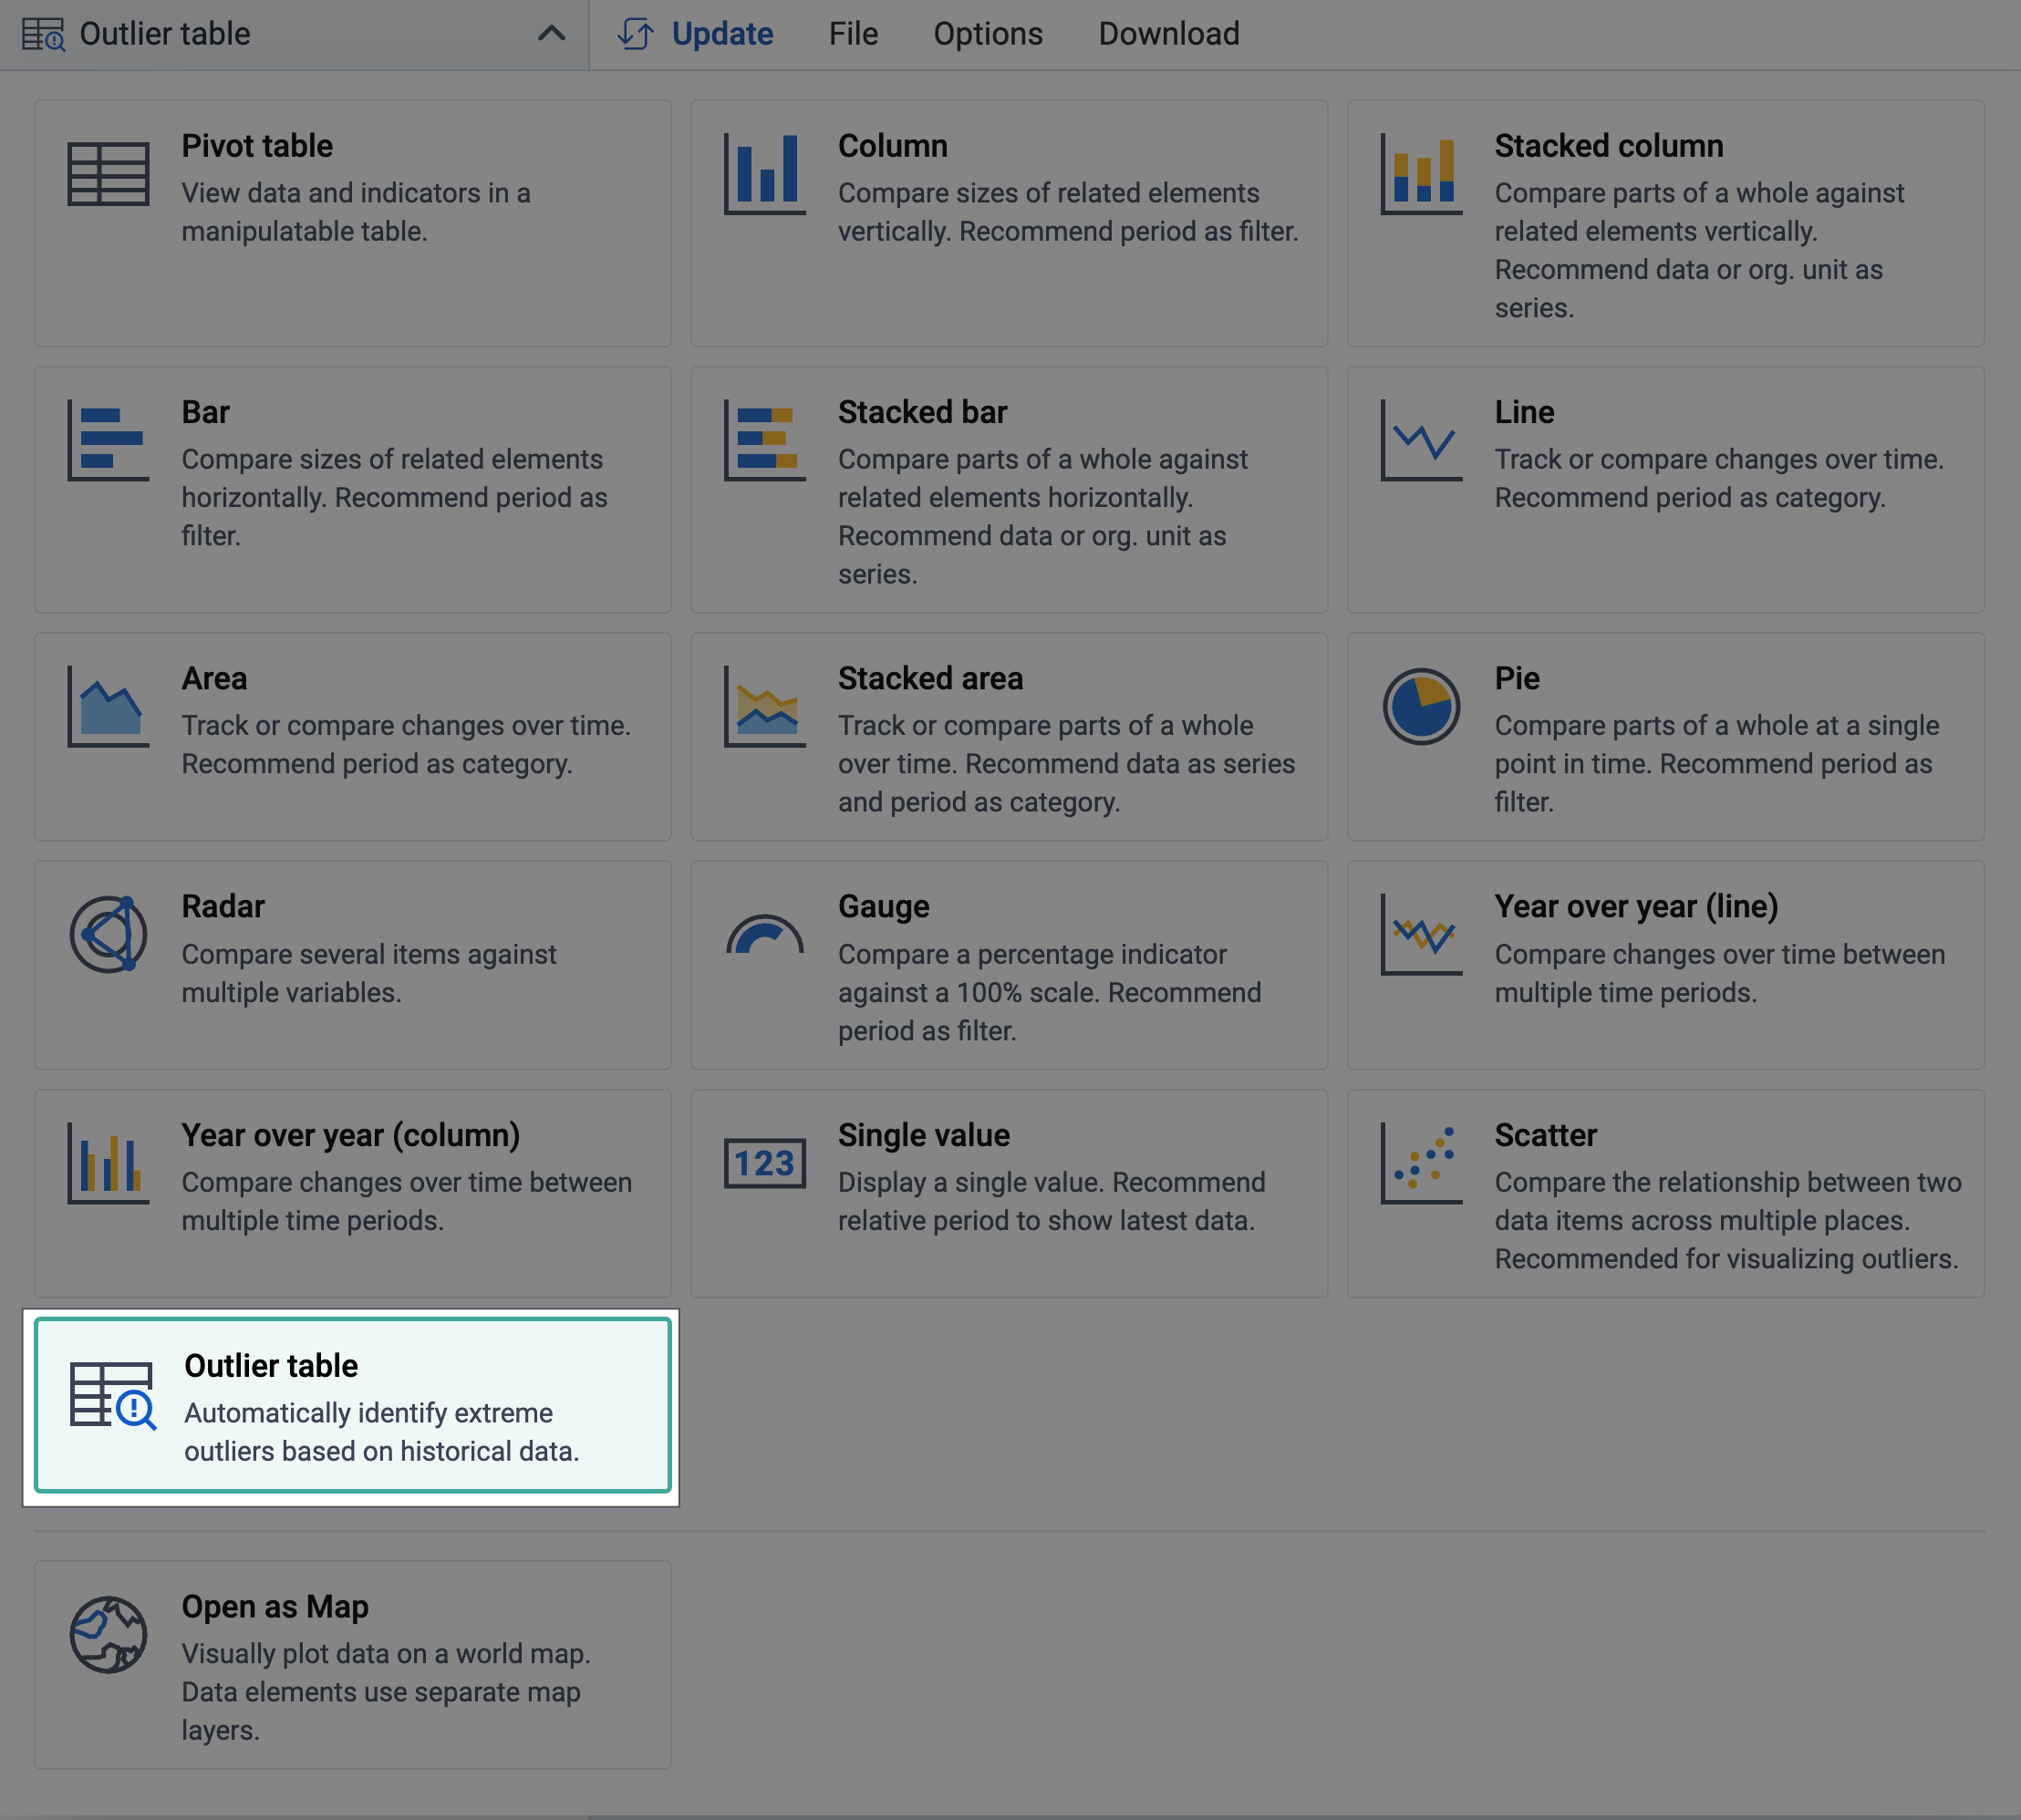 Outlier table
Update
File
Options
Download
Pivot table
View data and indicators in a
manipulatable table.
Column
Compare sizes of related elements
vertically. Recommend period as filter.
Stacked column
Compare parts of a whole against
related elements vertically.
Recommend data or org. unit as
series.
Bar
Compare sizes of related elements
horizontally. Recommend period as
filter.
Stacked bar
Compare parts of a whole against
related elements horizontally.
Recommend data or org. unit as
series.
Line
Track or compare changes over time.
Recommend period as category.
Area
Track or compare changes over time.
Recommend period as category.
Stacked area
Track or compare parts of a whole
over time. Recommend data as series
and period as category.
Pie
Compare parts of a whole at a single
point in time. Recommend period as
filter.
Radar
Compare several items against
multiple variables.
Gauge
Compare a percentage indicator
against a 100% scale. Recommend
period as filter.
Year over year (line)
Compare changes over time between
multiple time periods.
Year over year (column)
Compare changes over time between
multiple time periods.
123
Single value
Display a single value. Recommend
relative period to show latest data.
Scatter
Compare the relationship between two
data items across multiple places.
Recommended for visualizing outliers.
Outlier table
Automatically identify extreme
outliers based on historical data.
Open as Map
Visually plot data on a world map.
Data elements use separate map
layers.